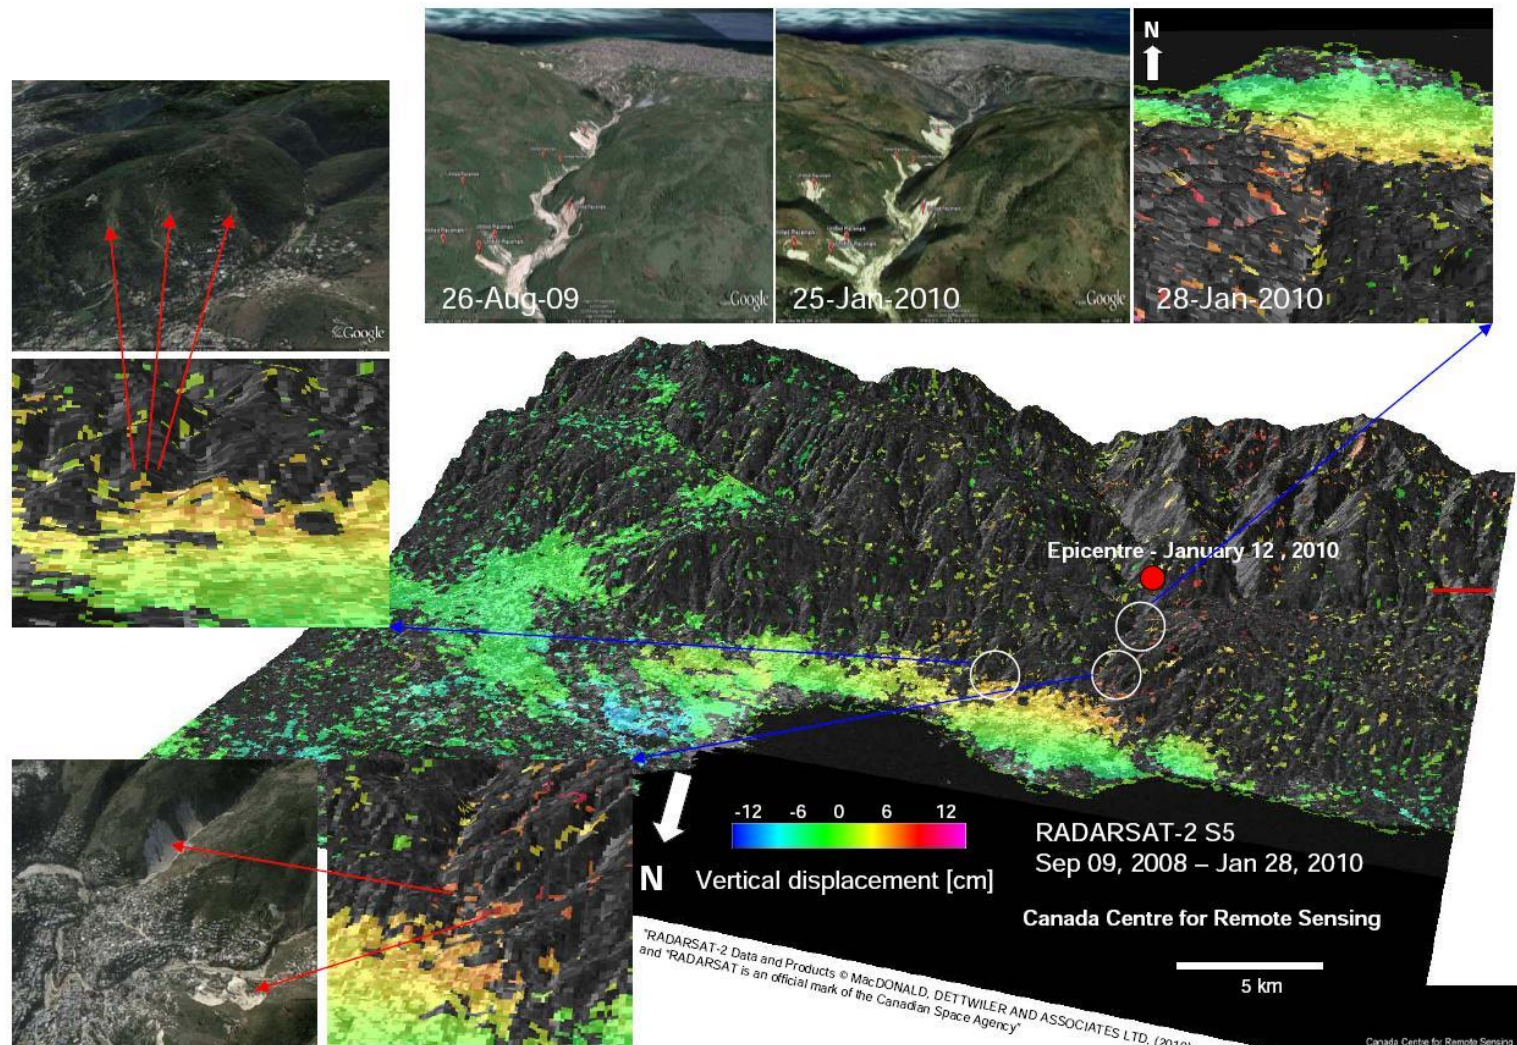 N
26-Aug-09
Google
25-Jan-2010
Google
28-Jan-2010
Google
Epicentre - January 12 , 2010
-12 -6 0 6 12
N
Vertical displacement [cm]
RADARSAT-2 S5
Sep 09, 2008 – Jan 28, 2010
Canada Centre for Remote Sensing
5 km
"RADARSAT-2 Data and Products © MacDONALD, DETTWILER AND ASSOCIATES LTD. (2010)
and "RADARSAT is an official mark of the Canadian Space Agency"
Canada Centre for Remote Sensing